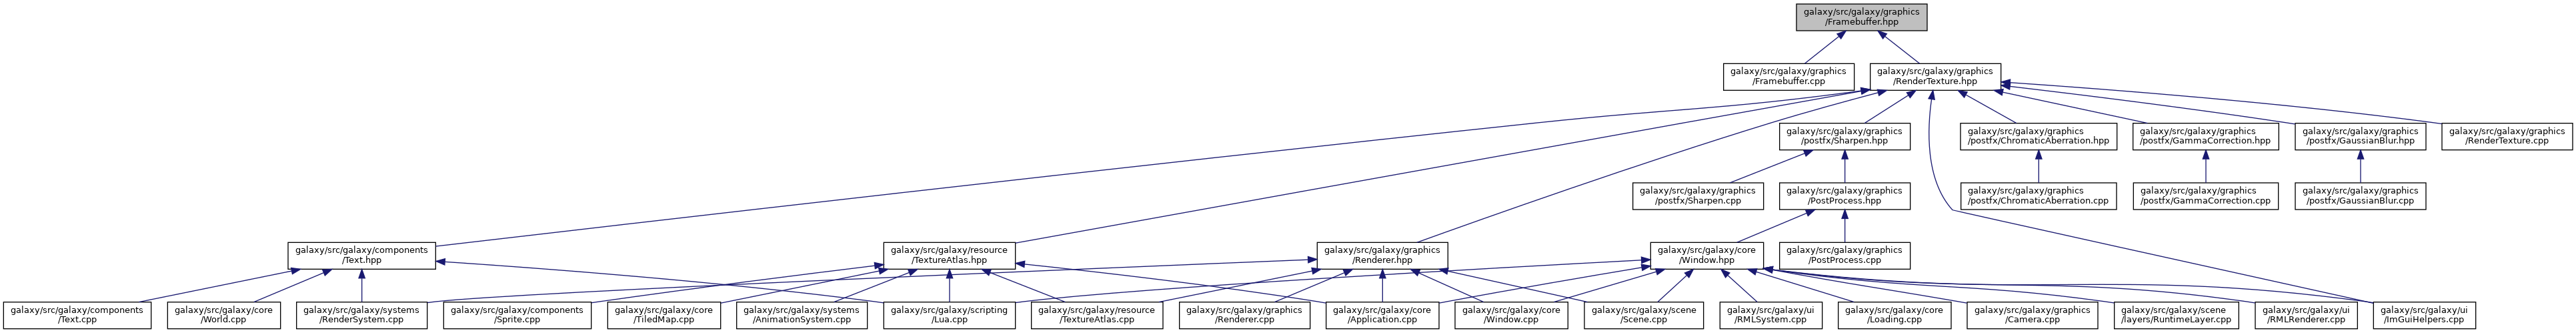 galaxy/src/galaxy/graphics
/Framebuffer.hpp
galaxy/src/galaxy/graphics
/Framebuffer.cpp
galaxy/src/galaxy/graphics
/RenderTexture.hpp
galaxy/src/galaxy/graphics
/postfx/Sharpen.hpp
galaxy/src/galaxy/graphics
/postfx/ChromaticAberration.hpp
galaxy/src/galaxy/graphics
/postfx/GammaCorrection.hpp
galaxy/src/galaxy/graphics
/postfx/GaussianBlur.hpp
galaxy/src/galaxy/graphics
/RenderTexture.cpp
galaxy/src/galaxy/graphics
/postfx/Sharpen.cpp
galaxy/src/galaxy/graphics
/PostProcess.hpp
galaxy/src/galaxy/graphics
/postfx/ChromaticAberration.cpp
galaxy/src/galaxy/graphics
/postfx/GammaCorrection.cpp
galaxy/src/galaxy/graphics
/postfx/GaussianBlur.cpp
galaxy/src/galaxy/components
/Text.hpp
galaxy/src/galaxy/resource
/TextureAtlas.hpp
galaxy/src/galaxy/graphics
/Renderer.hpp
galaxy/src/galaxy/core
/Window.hpp
galaxy/src/galaxy/graphics
/PostProcess.cpp
galaxy/src/galaxy/components
/Text.cpp
galaxy/src/galaxy/core
/World.cpp
galaxy/src/galaxy/systems
/RenderSystem.cpp
galaxy/src/galaxy/components
/Sprite.cpp
galaxy/src/galaxy/core
/TiledMap.cpp
galaxy/src/galaxy/systems
/AnimationSystem.cpp
galaxy/src/galaxy/scripting
/Lua.cpp
galaxy/src/galaxy/resource
/TextureAtlas.cpp
galaxy/src/galaxy/graphics
/Renderer.cpp
galaxy/src/galaxy/core
/Application.cpp
galaxy/src/galaxy/core
/Window.cpp
galaxy/src/galaxy/scene
/Scene.cpp
galaxy/src/galaxy/ui
/RMLSystem.cpp
galaxy/src/galaxy/core
/Loading.cpp
galaxy/src/galaxy/graphics
/Camera.cpp
galaxy/src/galaxy/scene
/layers/RuntimeLayer.cpp
galaxy/src/galaxy/ui
/RMLRenderer.cpp
galaxy/src/galaxy/ui
/ImGuiHelpers.cpp